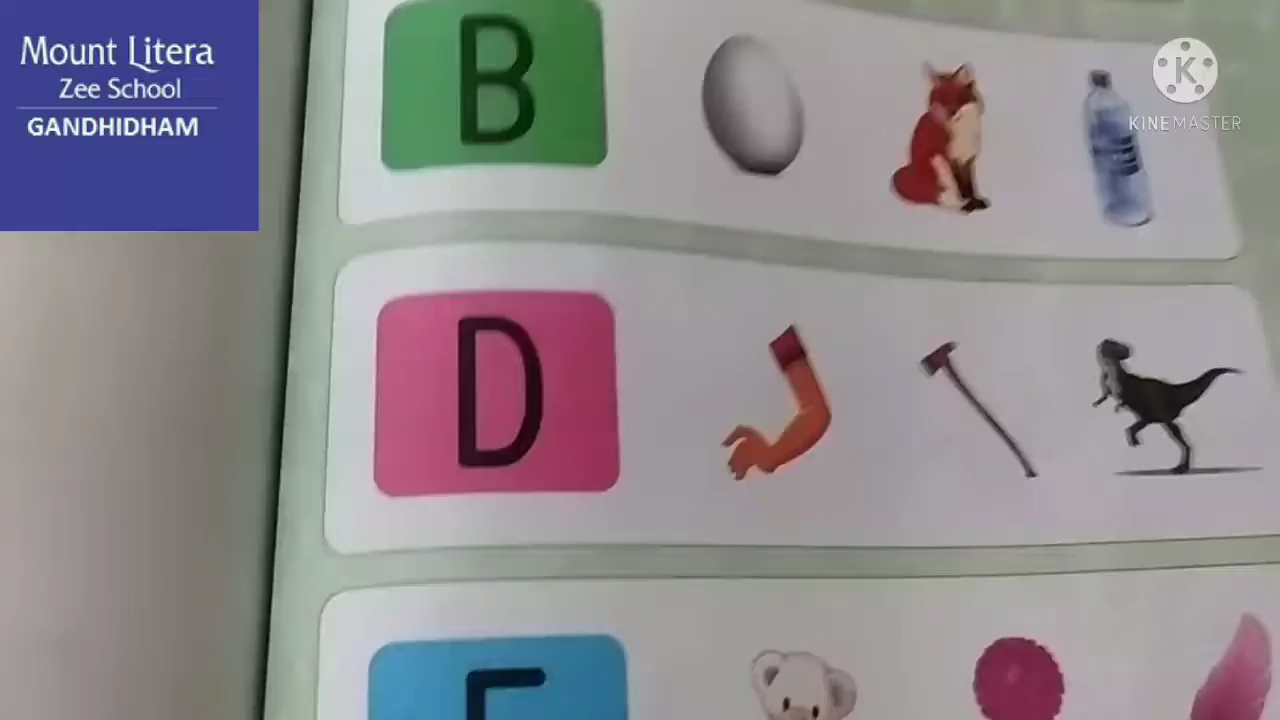 Mount Litera
Zee School
GANDHIDHAM
B
K
KINEMASTER
D